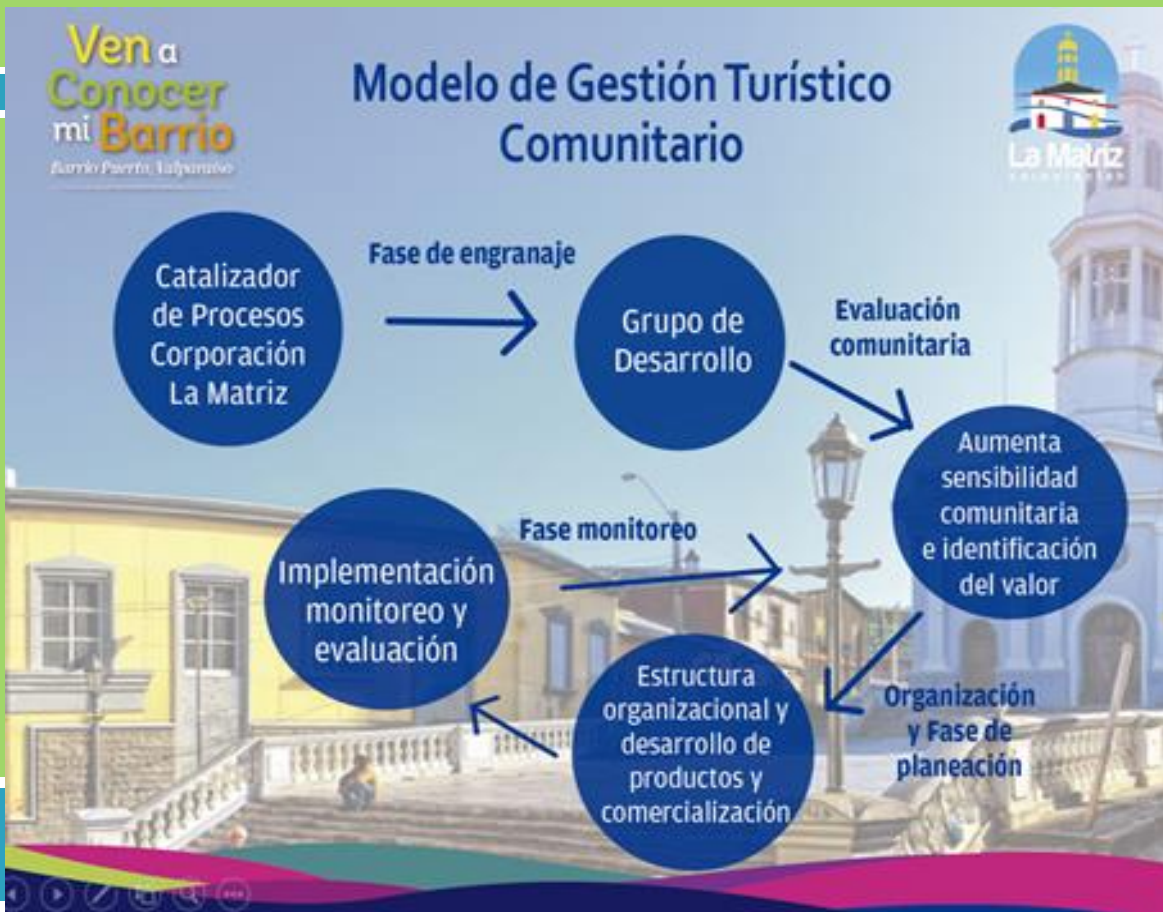 Ven a
Conocer
mi Barrio
Barrio Puerto, Valparaíso
Modelo de Gestión Turístico
Comunitario
La Matriz
Catalizador
de Procesos
Corporación
La Matriz
Fase de engranaje
Grupo de
Desarrollo
Evaluación
comunitaria
Aumenta
sensibilidad
comunitaria
e identificación
del valor
Organización
y Fase de
planeación
Estructura
organizacional y
desarrollo de
productos y
comercialización
Implementación
monitoreo y
evaluación
Fase monitoreo